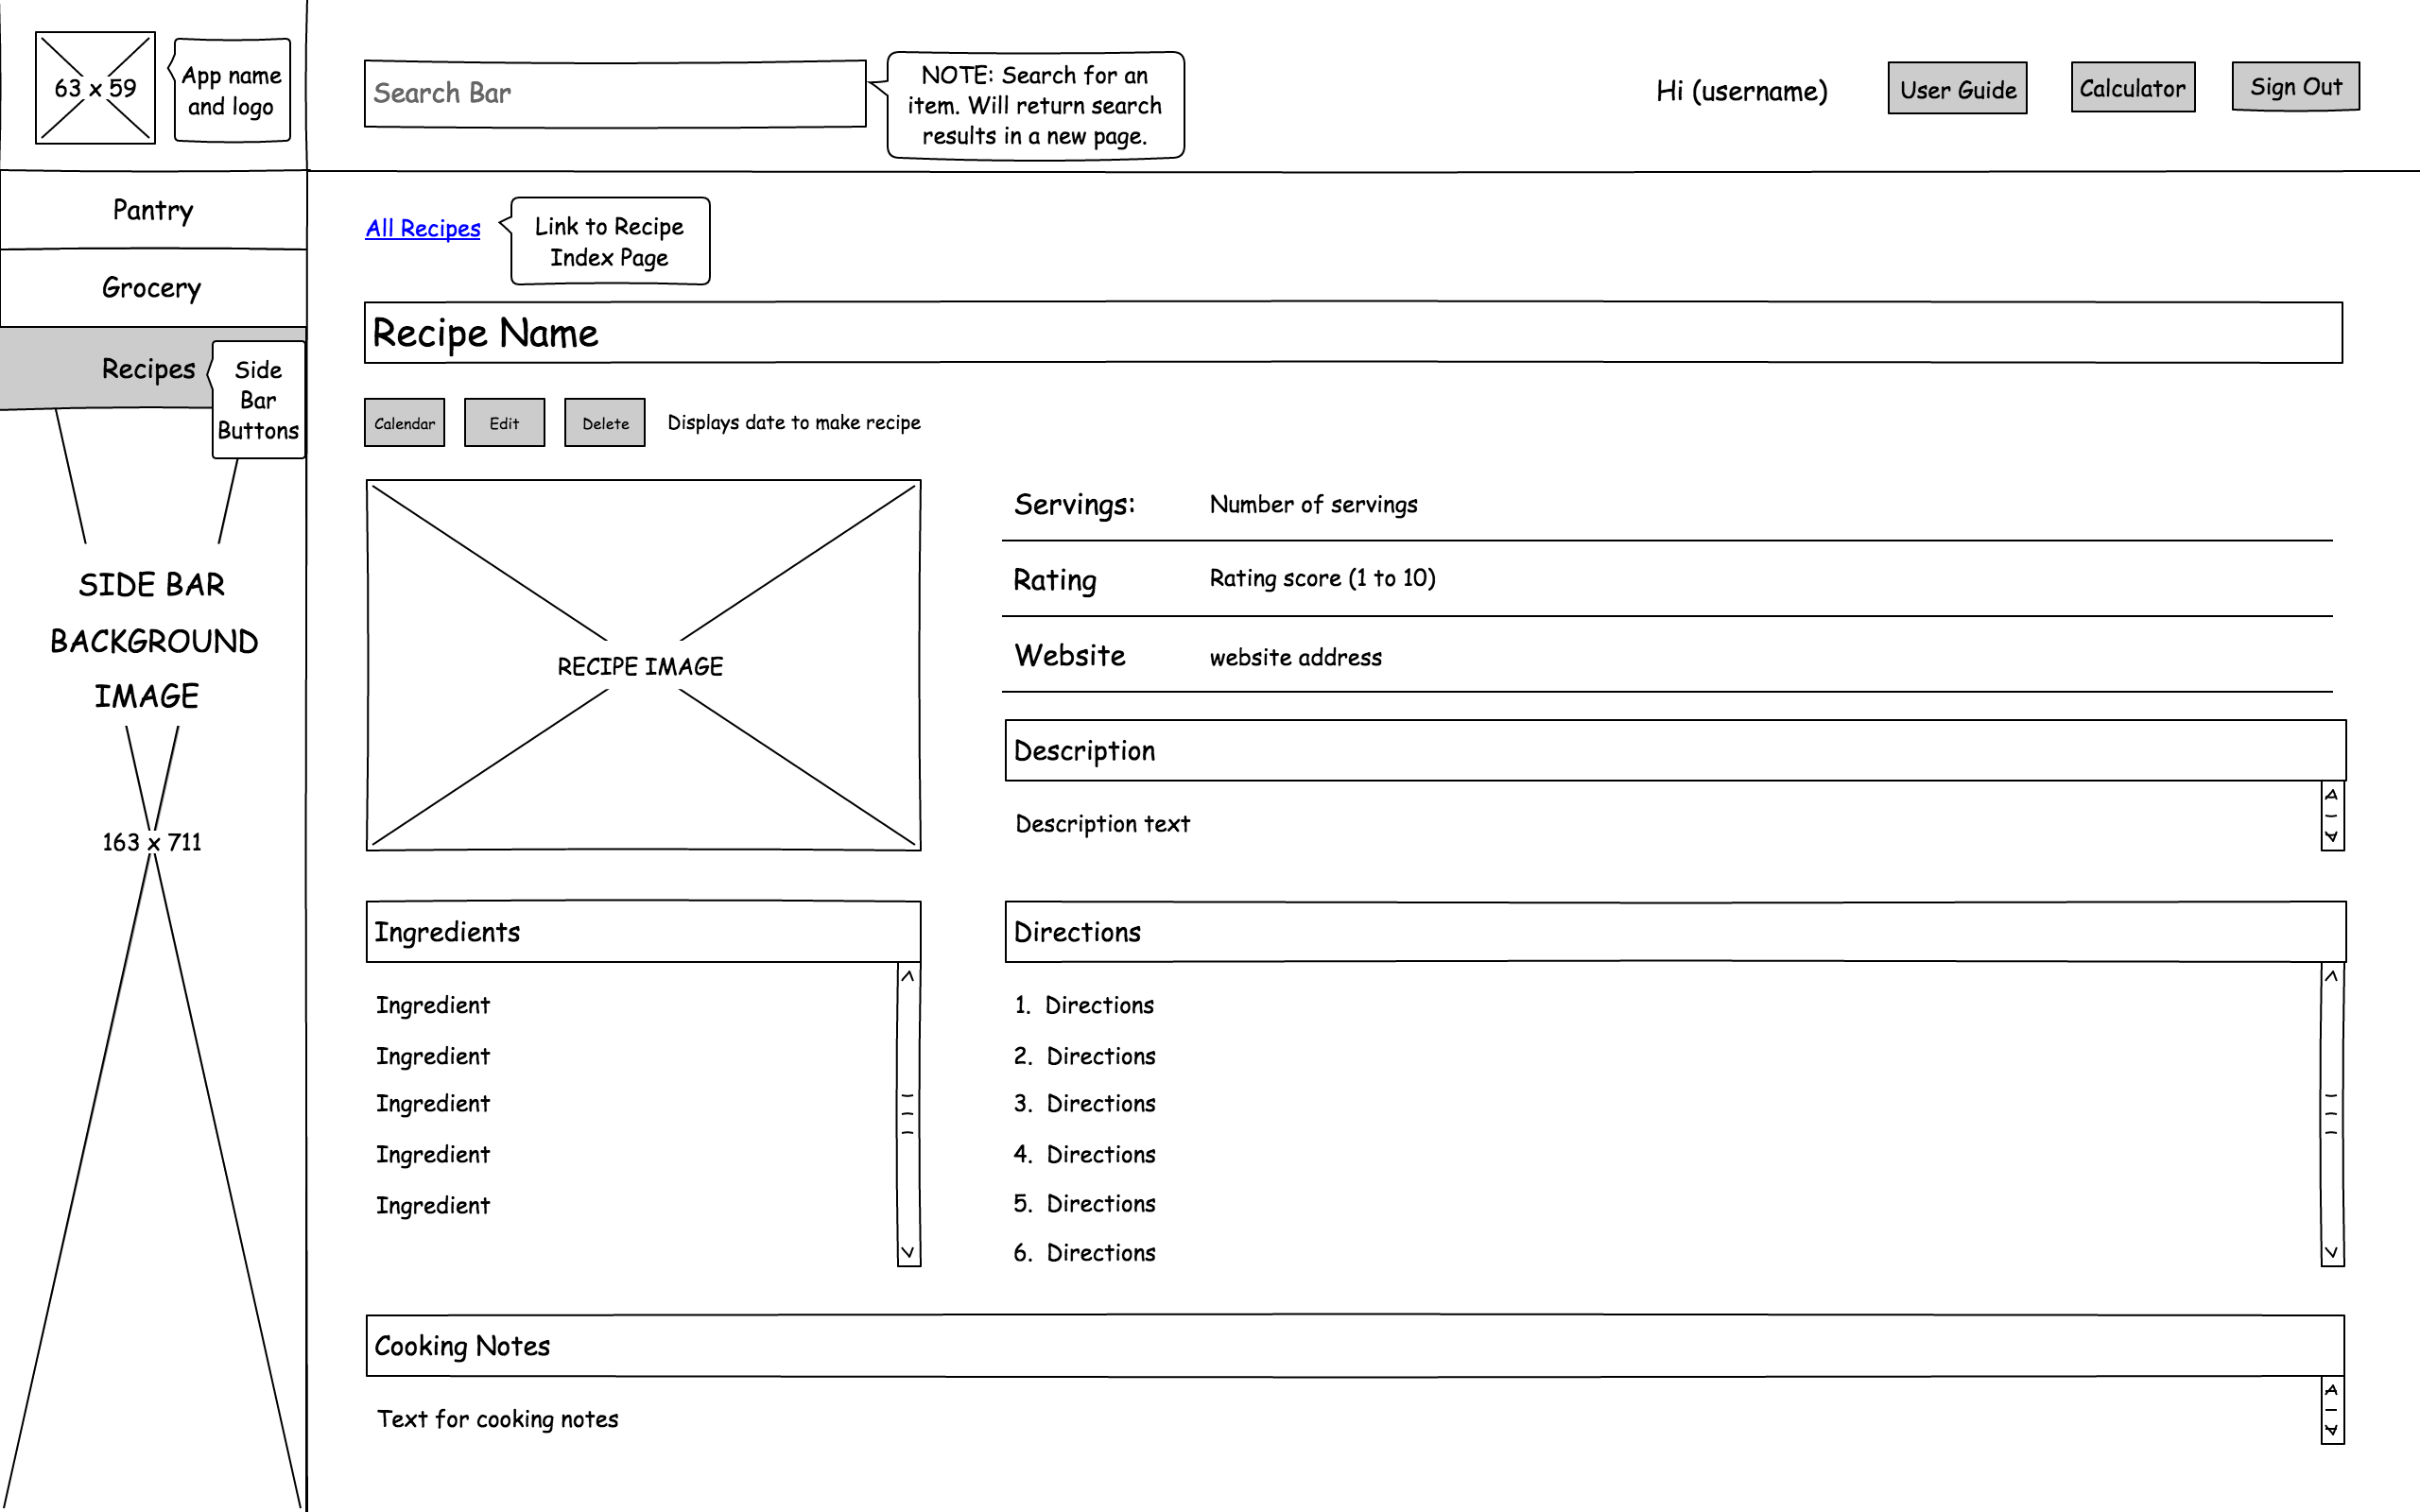 63 x 59
App name
and logo
Search Bar
NOTE: Search for an
item. Will return search
results in a new page.
Hi (username)
User Guide
Calculator
Sign Out
Pantry
Grocery
Recipes
Side
Bar
Buttons
SIDE BAR
BACKGROUND
IMAGE
163 x 711
All Recipes
Link to Recipe
Index Page
Recipe Name
Calendar
Edit
Delete
Displays date to make recipe
RECIPE IMAGE
Servings: Number of servings
Rating Rating score (1 to 10)
Website website address
Description
Description text
Ingredients
Ingredient
Ingredient
Ingredient
Ingredient
Ingredient
Directions
1. Directions
2. Directions
3. Directions
4. Directions
5. Directions
6. Directions
Cooking Notes
Text for cooking notes